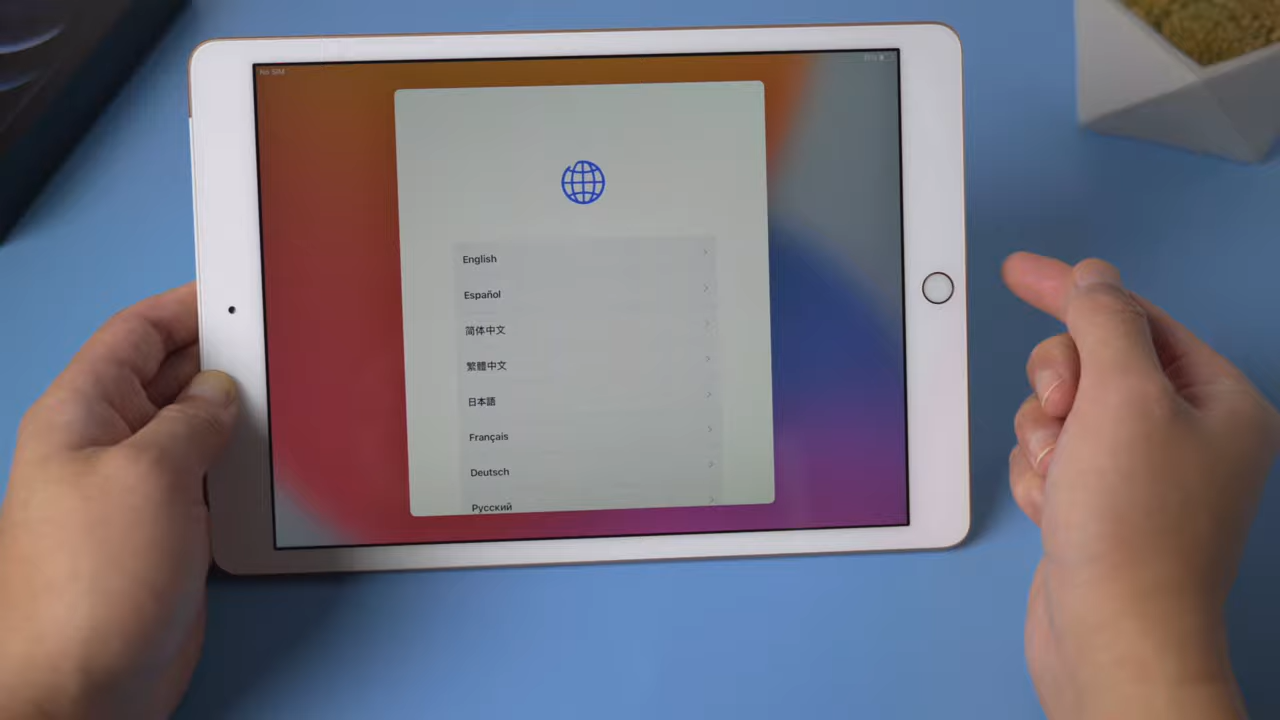 No SIM
English
Español
简体中文
繁體中文
日本語
Français
Deutsch
Русский